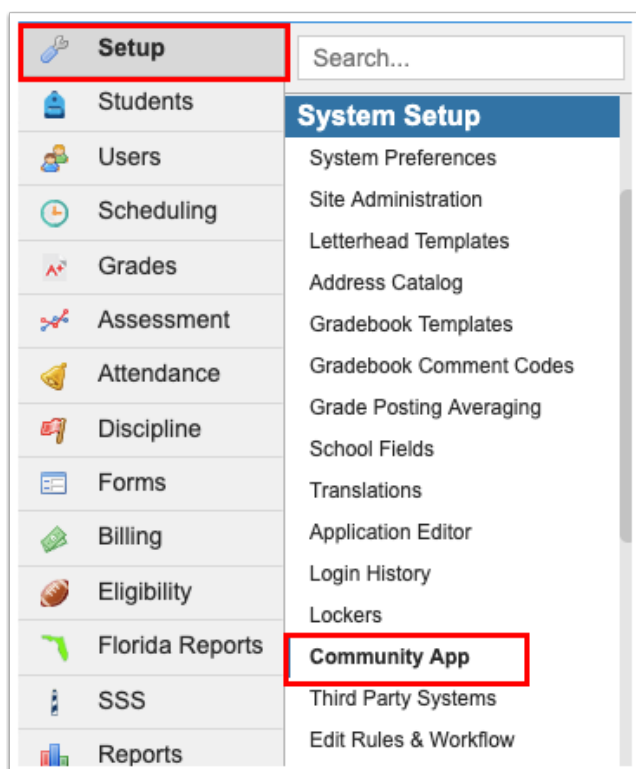 Setup
Students
Users
Scheduling
A+
Grades
Assessment
Attendance
Discipline
Forms
Billing
Eligibility
Florida Reports
SSS
Reports
Search...
System Setup
System Preferences
Site Administration
Letterhead Templates
Address Catalog
Gradebook Templates
Gradebook Comment Codes
Grade Posting Averaging
School Fields
Translations
Application Editor
Login History
Lockers
Community App
Third Party Systems
Edit Rules & Workflow